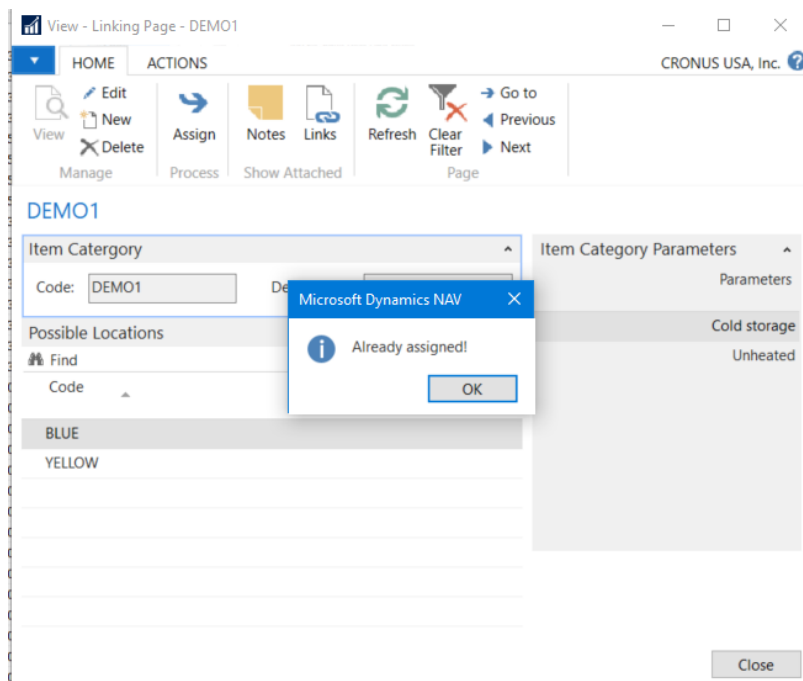 View - Linking Page - DEMO1
HOME ACTIONS CRONUS USA, Inc. ?
View
Edit
New
Delete
Manage
Assign
Process
Notes Links
Show Attached
Refresh Clear Filter
Go to
Previous
Next
Page
DEMO1
Item Catergory
Code: DEMO1
Possible Locations
Find
Code
BLUE
YELLOW
Microsoft Dynamics NAV
Already assigned!
OK
Item Category Parameters
Parameters
Cold storage
Unheated
Close